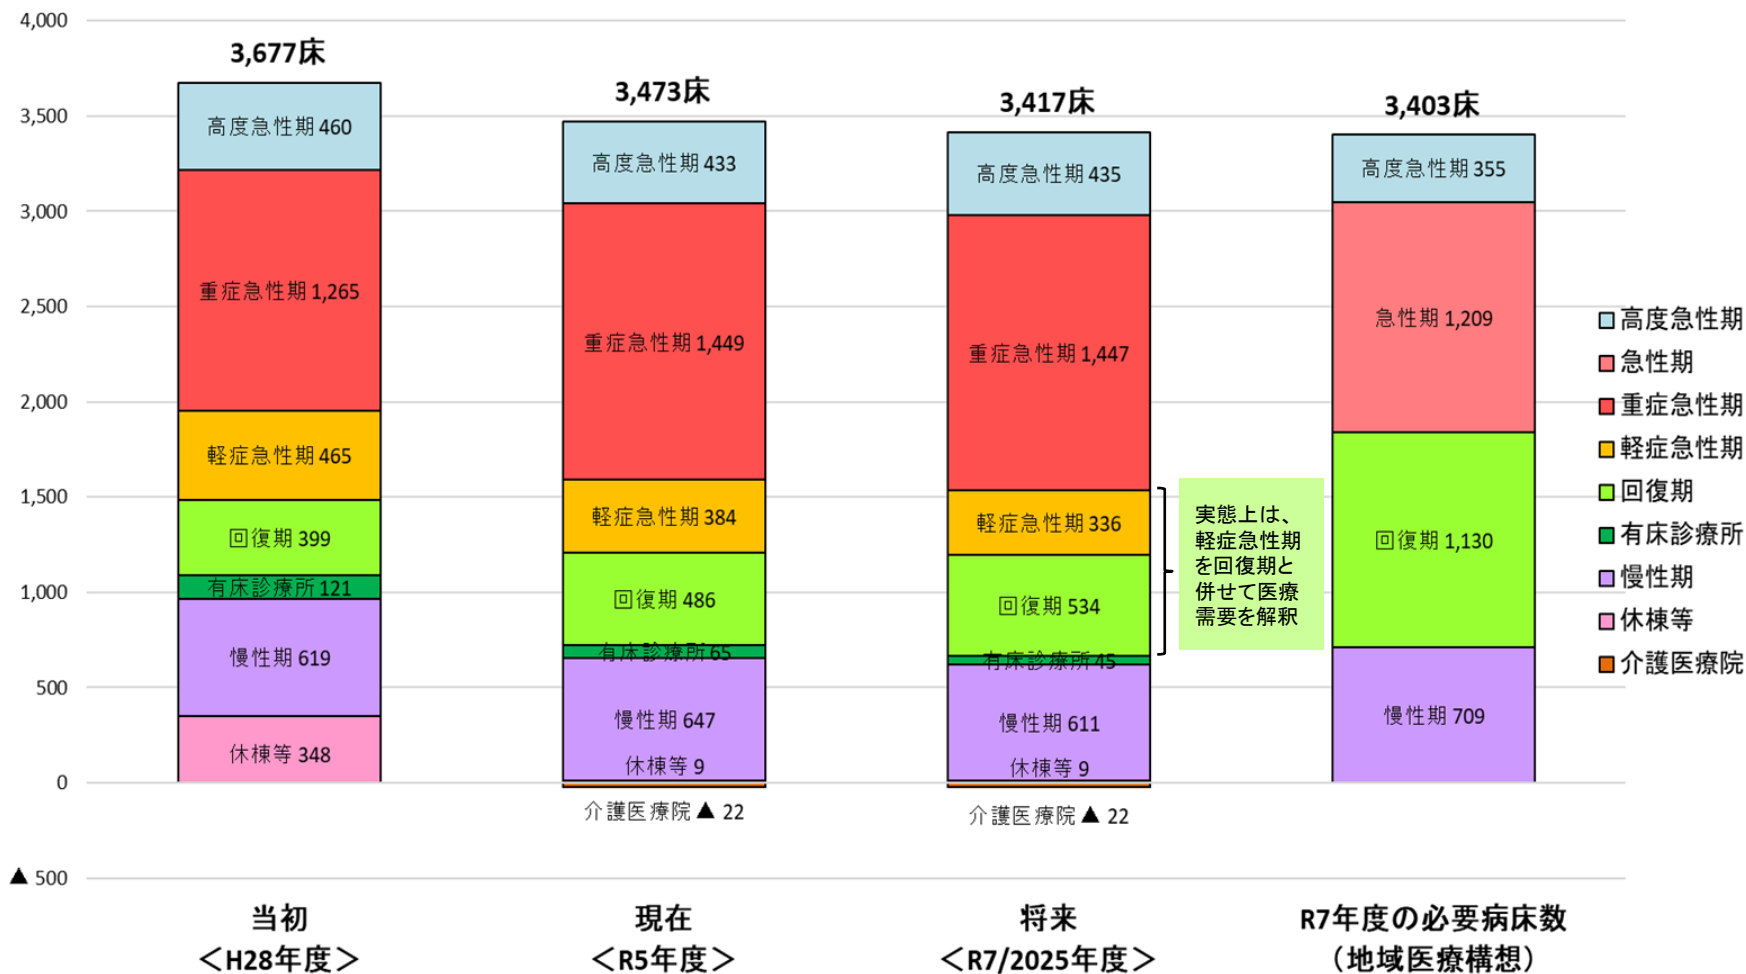 4,000
3,500
3,000
2,500
2,000
1,500
1,000
500
0
▲ 500
3,677床
高度急性期 460
重症急性期 1,265
軽症急性期 465
回復期 399
有床診療所 121
慢性期 619
休棟等 348
当初
＜H28年度＞
3,473床
高度急性期 433
重症急性期 1,449
軽症急性期 384
回復期 486
有床診療所 65
慢性期 647
休棟等 9
介護医療院 ▲ 22
現在
＜R5年度＞
3,417床
高度急性期 435
重症急性期 1,447
軽症急性期 336
回復期 534
有床診療所 45
慢性期 611
休棟等 9
介護医療院 ▲ 22
将来
＜R7/2025年度＞
実態上は、
軽症急性期
を回復期と
併せて医療
需要を解釈
3,403床
高度急性期 355
急性期 1,209
回復期 1,130
慢性期 709
R7年度の必要病床数
（地域医療構想）
高度急性期
急性期
重症急性期
軽症急性期
回復期
有床診療所
慢性期
休棟等
介護医療院